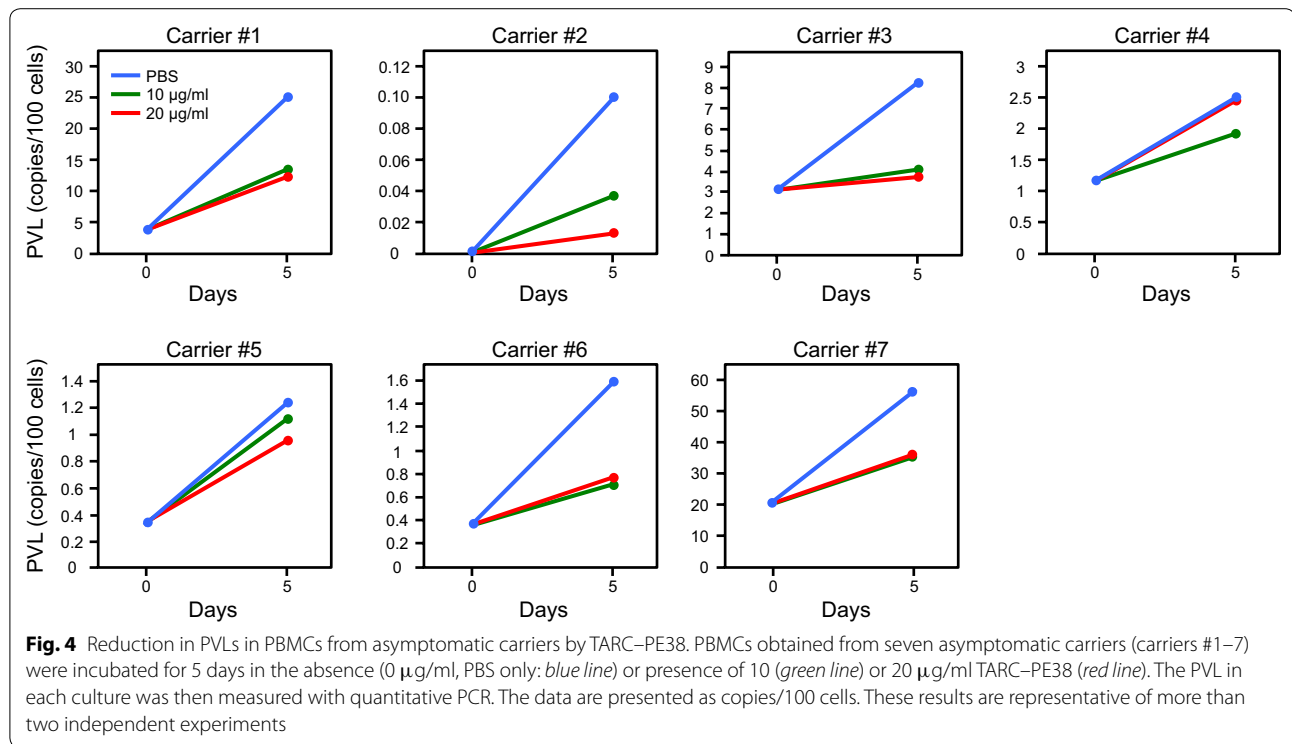 Carrier #1
PVL (copies/100 cells)
30
25
20
15
10
5
0
PBS
10 µg/ml
20 µg/ml
0 5
Days
Carrier #2
0.12
0.10
0.08
0.06
0.04
0.02
0
0 5
Days
Carrier #3
9
8
7
6
5
4
3
2
1
0
0 5
Days
Carrier #4
3
2.5
2
1.5
1
0.5
0
0 5
Days
Carrier #5
PVL (copies/100 cells)
1.4
1.2
1
0.8
0.6
0.4
0.2
0
0 5
Days
Carrier #6
1.6
1.4
1.2
1
0.8
0.6
0.4
0.2
0
0 5
Days
Carrier #7
60
50
40
30
20
10
0
0 5
Days
Fig. 4 Reduction in PVLs in PBMCs from asymptomatic carriers by TARC–PE38. PBMCs obtained from seven asymptomatic carriers (carriers #1–7)
were incubated for 5 days in the absence (0 µg/ml, PBS only: blue line) or presence of 10 (green line) or 20 µg/ml TARC–PE38 (red line). The PVL in
each culture was then measured with quantitative PCR. The data are presented as copies/100 cells. These results are representative of more than
two independent experiments